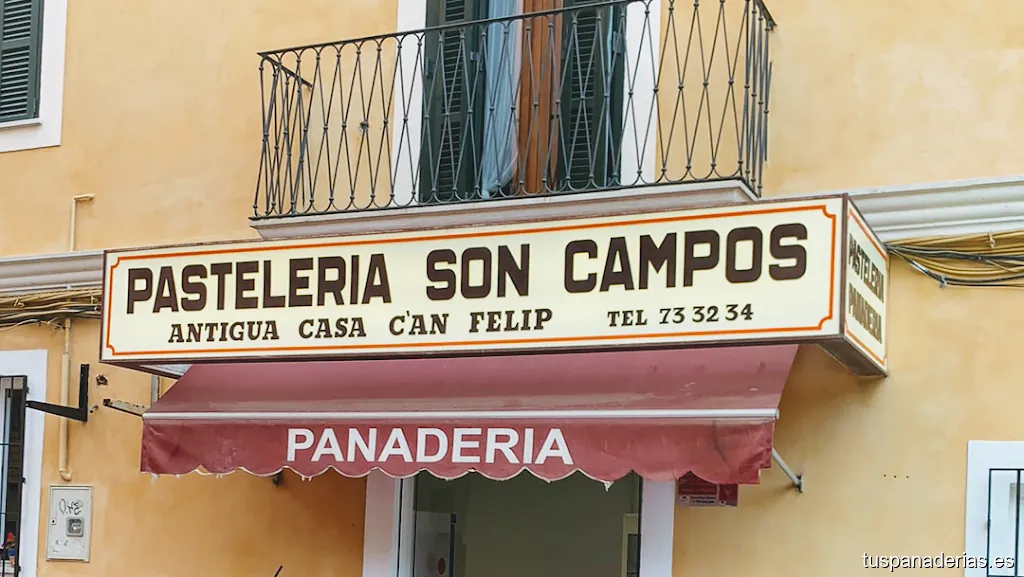 PASTELERIA SON CAMPOS
ANTIGUA CASA C'AN FELIP TEL 73 32 34
PASTELERIA
PANADERIA
PANADERIA
tuspanaderias.es